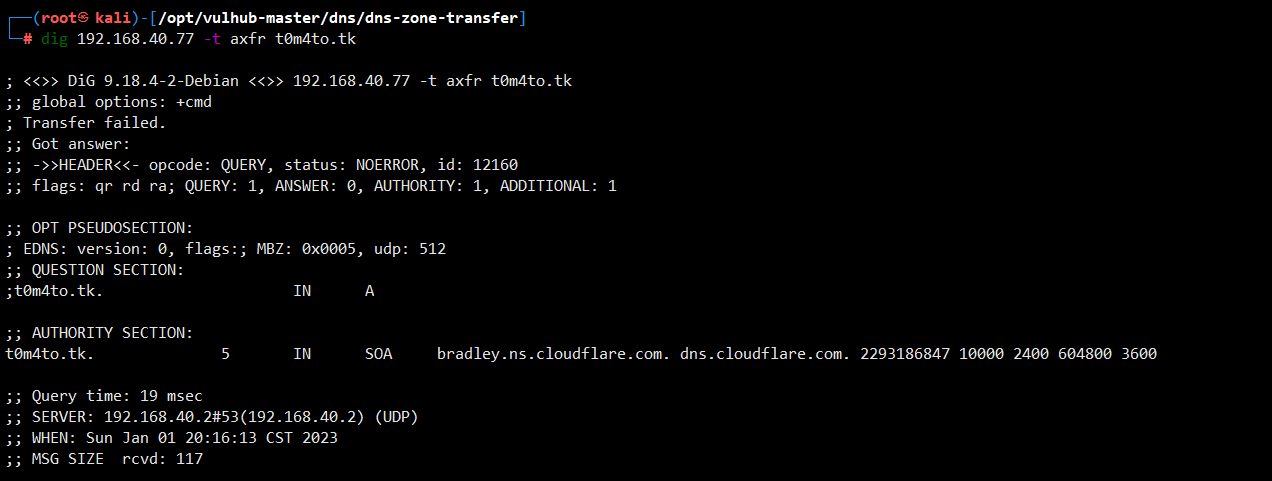 ┌──(root㉿ kali)-[/opt/vulhub-master/dns/dns-zone-transfer]
└─# dig 192.168.40.77 -t axfr t0m4to.tk

; <<>> DiG 9.18.4-2-Debian <<>> 192.168.40.77 -t axfr t0m4to.tk
;; global options: +cmd
; Transfer failed.
;; Got answer:
;; ->>HEADER<<- opcode: QUERY, status: NOERROR, id: 12160
;; flags: qr rd ra; QUERY: 1, ANSWER: 0, AUTHORITY: 1, ADDITIONAL: 1

;; OPT PSEUDOSECTION:
; EDNS: version: 0, flags:; MBZ: 0x0005, udp: 512
;; QUESTION SECTION:
;t0m4to.tk.                     IN      A

;; AUTHORITY SECTION:
t0m4to.tk.              5       IN      SOA     bradley.ns.cloudflare.com. dns.cloudflare.com. 2293186847 10000 2400 604800 3600

;; Query time: 19 msec
;; SERVER: 192.168.40.2#53(192.168.40.2) (UDP)
;; WHEN: Sun Jan 01 20:16:13 CST 2023
;; MSG SIZE  rcvd: 117